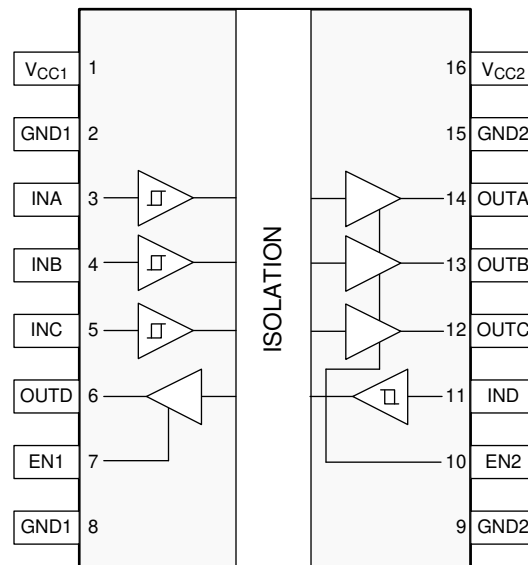 VCC1 1 16 VCC2
GND1 2 15 GND2
INA 3 14 OUTA
INB 4 13 OUTB
INC 5 12 OUTC
ISOLATION
OUTD 6 11 IND
EN1 7 10 EN2
GND1 8 9 GND2